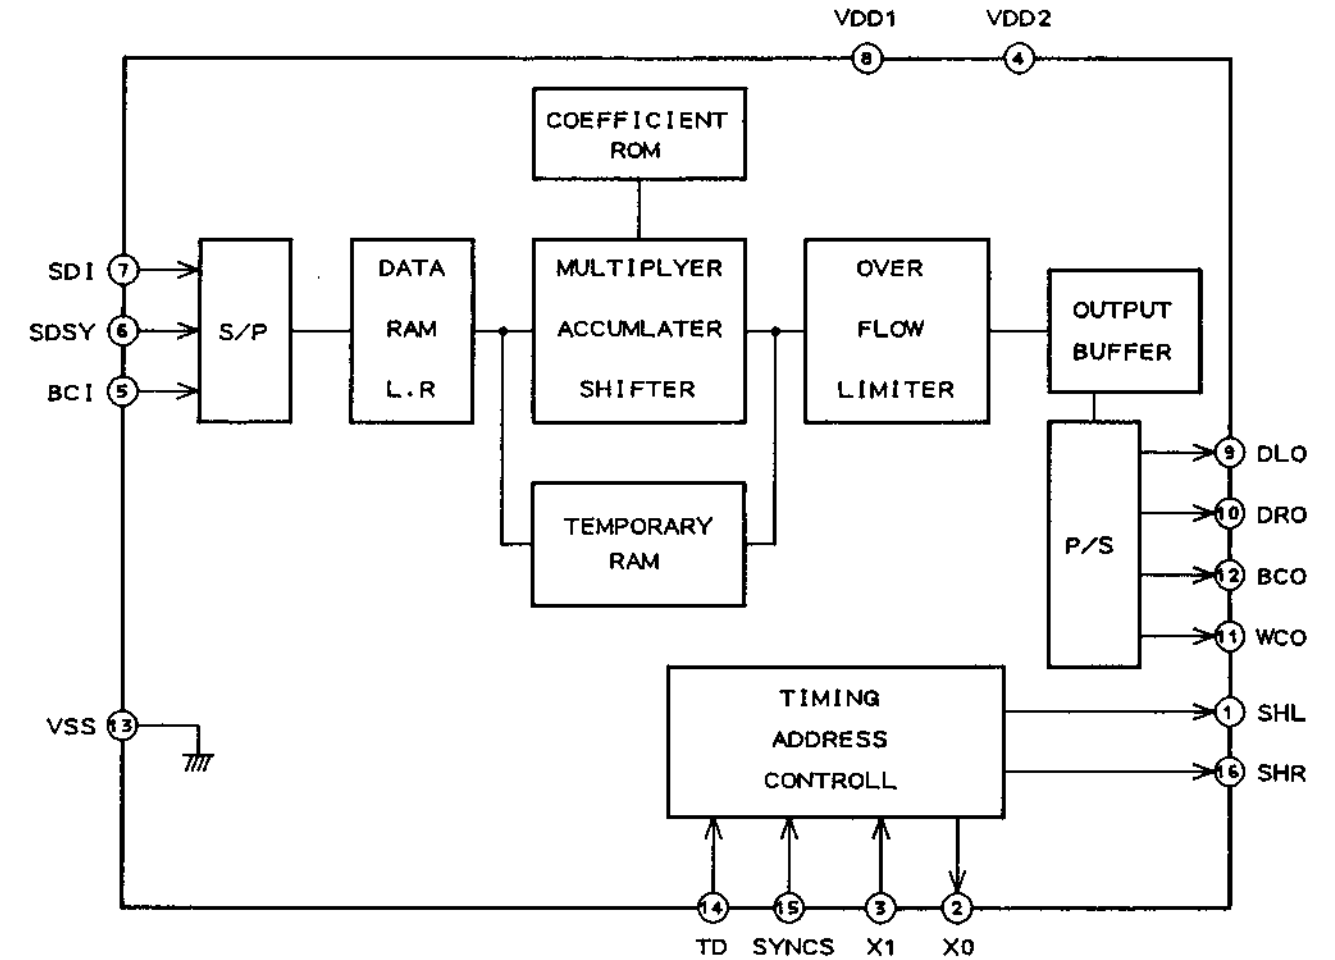 VDD1 VDD2
8 4
COEFFICIENT
ROM
SDI 7
SDSY 6
BCI 5
S/P
DATA
RAM
L.R
MULTIPLYER
ACCUMLATER
SHIFTER
OVER
FLOW
LIMITER
OUTPUT
BUFFER
TEMPORARY
RAM
P/S
9 DLO
10 DRO
12 BCO
11 WCO
VSS 13
TIMING
ADDRESS
CONTROLL
1 SHL
16 SHR
14 15 3 2
TD SYNCS X1 X0